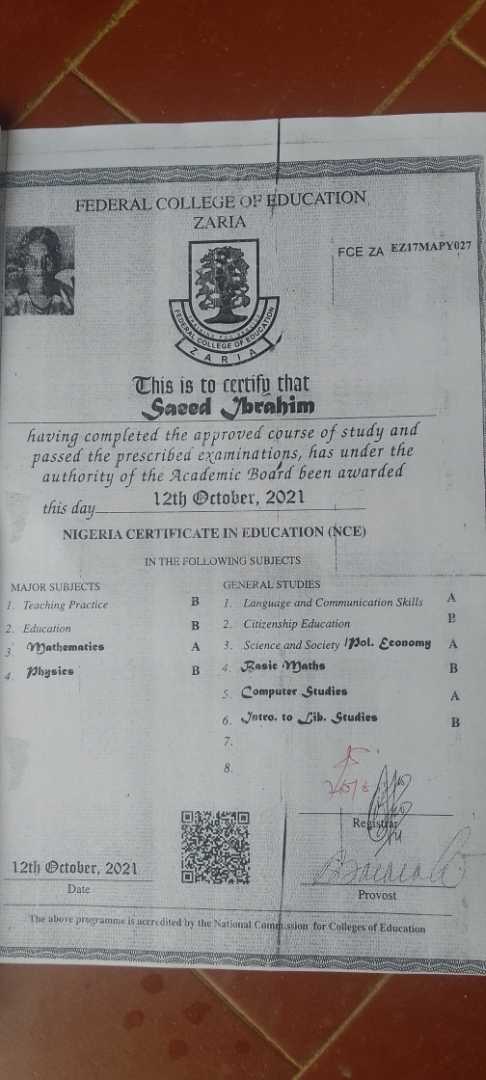 FEDERAL COLLEGE OF EDUCATION
ZARIA
FCE ZA EZ17MAPY027
FEDERAL COLLEGE OF EDUCATION
ZARIA
This is to certify that
Saeed Ibrahim
having completed the approved course of study and
passed the prescribed examinations, has under the
authority of the Academic Board been awarded
this day 12th October, 2021
NIGERIA CERTIFICATE IN EDUCATION (NCE)
IN THE FOLLOWING SUBJECTS
MAJOR SUBJECTS
1. Teaching Practice B
2. Education B
3. Mathematics A
4. Physics B
GENERAL STUDIES
1. Language and Communication Skills A
2. Citizenship Education B
3. Science and Society /Pol. Economy A
4. Basic Maths B
5. Computer Studies A
6. Intro. to Lib. Studies B
7.
8.
Registrar
12th October, 2021
Date
Provost
The above programme is accredited by the National Commission for Colleges of Education